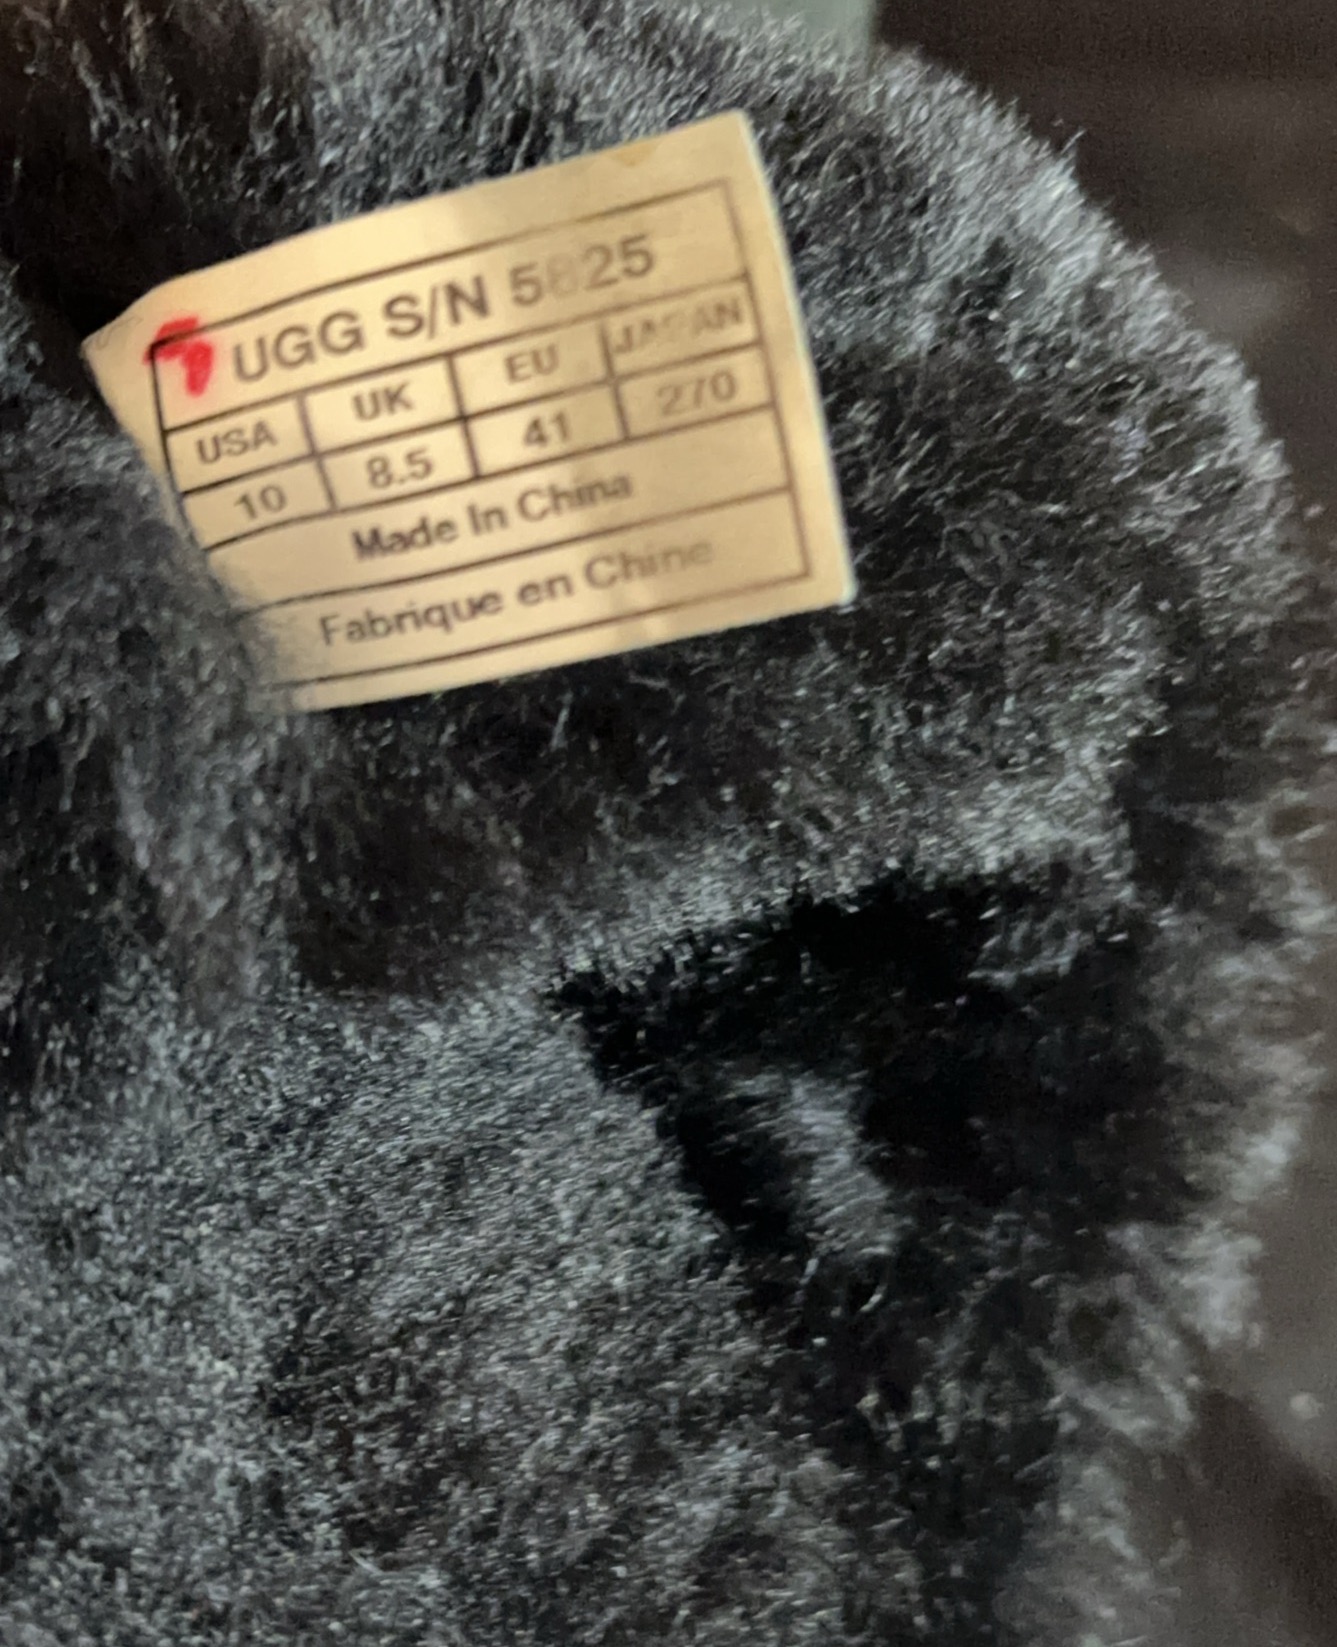 UGG S/N 5825
USA UK EU JAPAN
10 8.5 41 270
Made In China
Fabrique en Chine